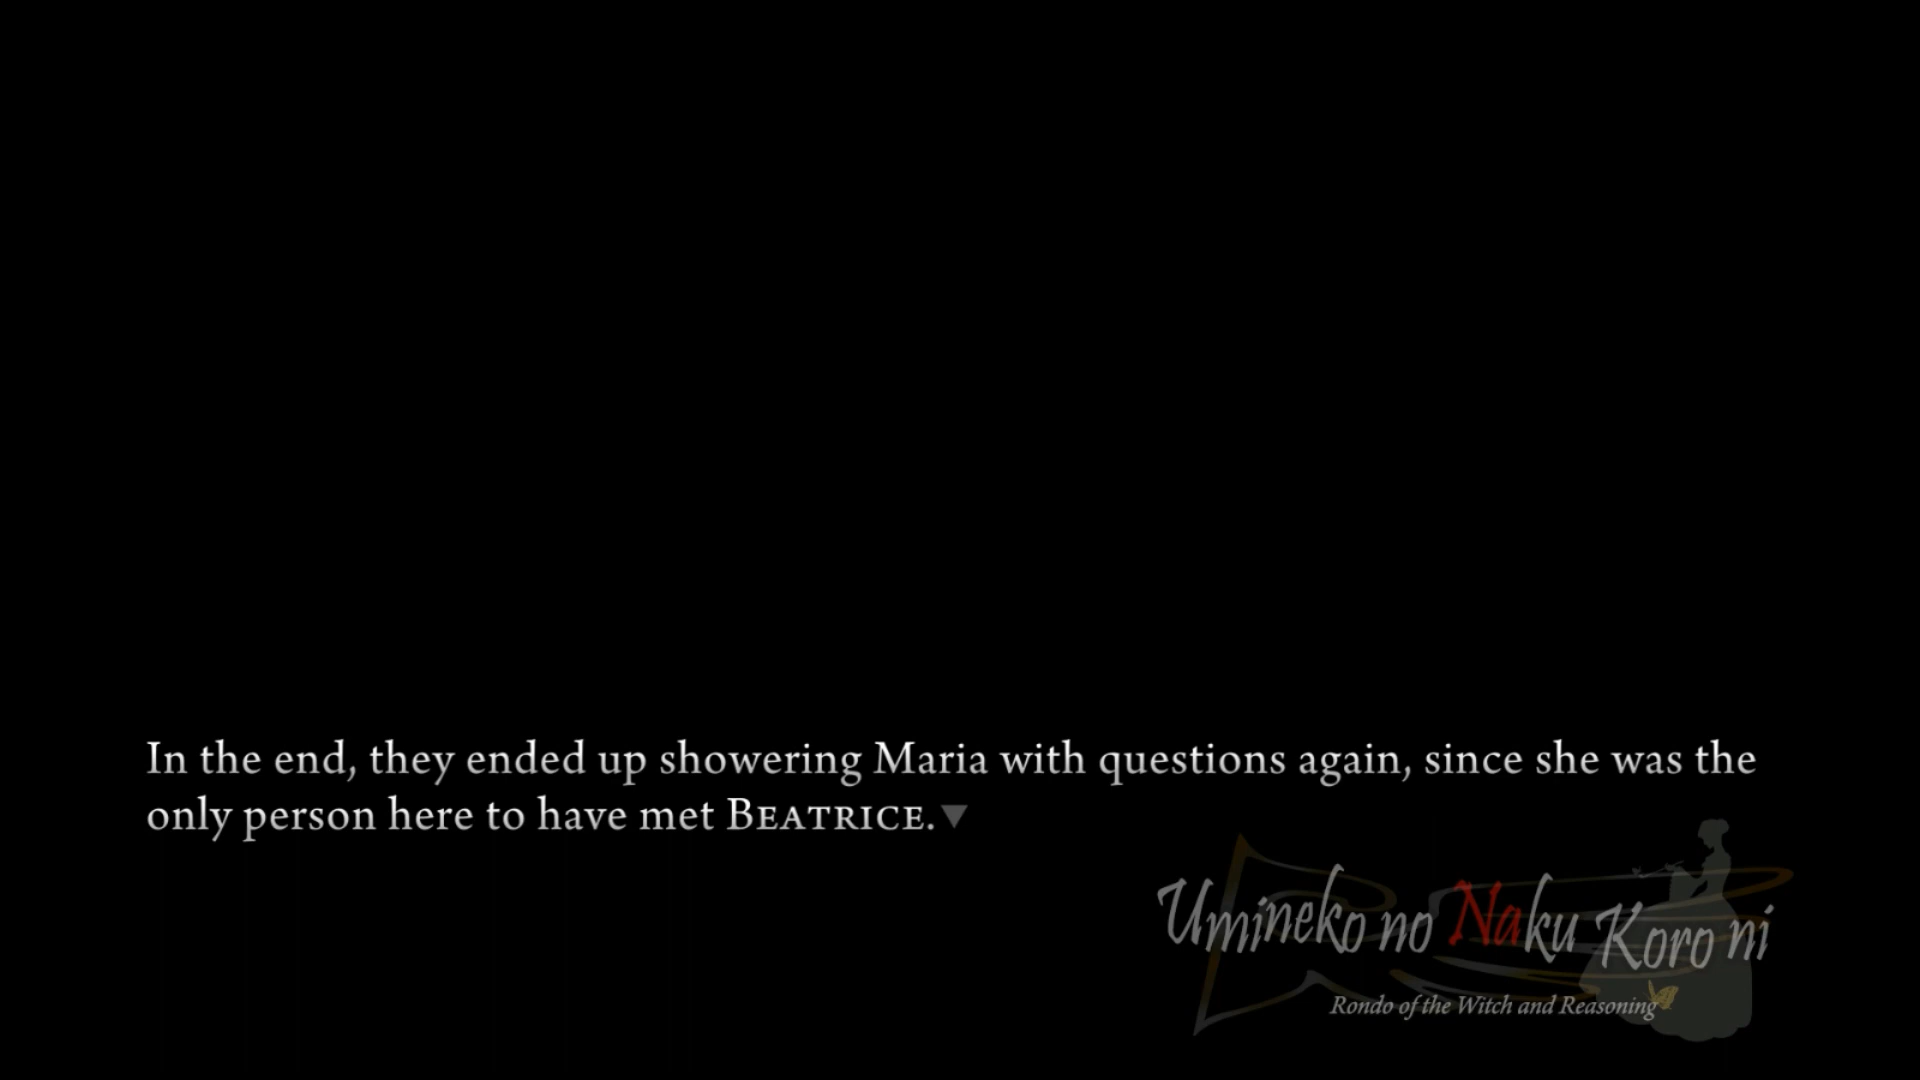 In the end, they ended up showering Maria with questions again, since she was the
only person here to have met BEATRICE.
Umineko no Naku Koro ni
Rondo of the Witch and Reasoning